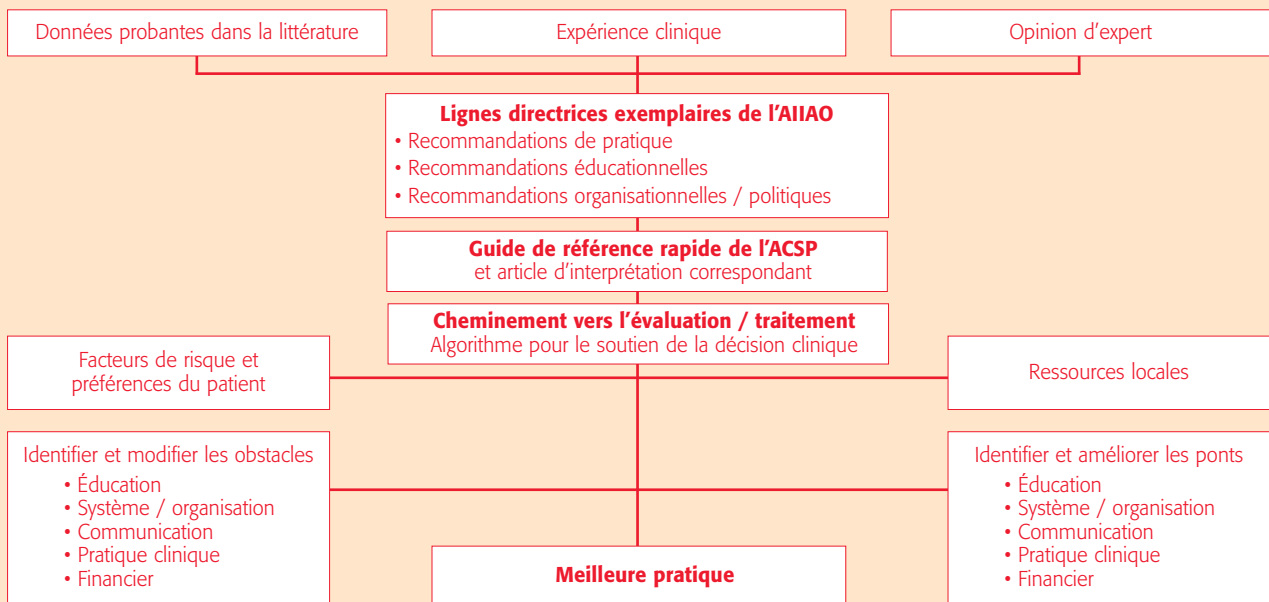 Données probantes dans la littérature
Expérience clinique
Opinion d'expert
Lignes directrices exemplaires de l'AIIAO
• Recommandations de pratique
• Recommandations éducationnelles
• Recommandations organisationnelles / politiques
Guide de référence rapide de l'ACSP
et article d'interprétation correspondant
Cheminement vers l'évaluation / traitement
Algorithme pour le soutien de la décision clinique
Facteurs de risque et
préférences du patient
Ressources locales
Identifier et modifier les obstacles
• Éducation
• Système / organisation
• Communication
• Pratique clinique
• Financier
Identifier et améliorer les ponts
• Éducation
• Système / organisation
• Communication
• Pratique clinique
• Financier
Meilleure pratique